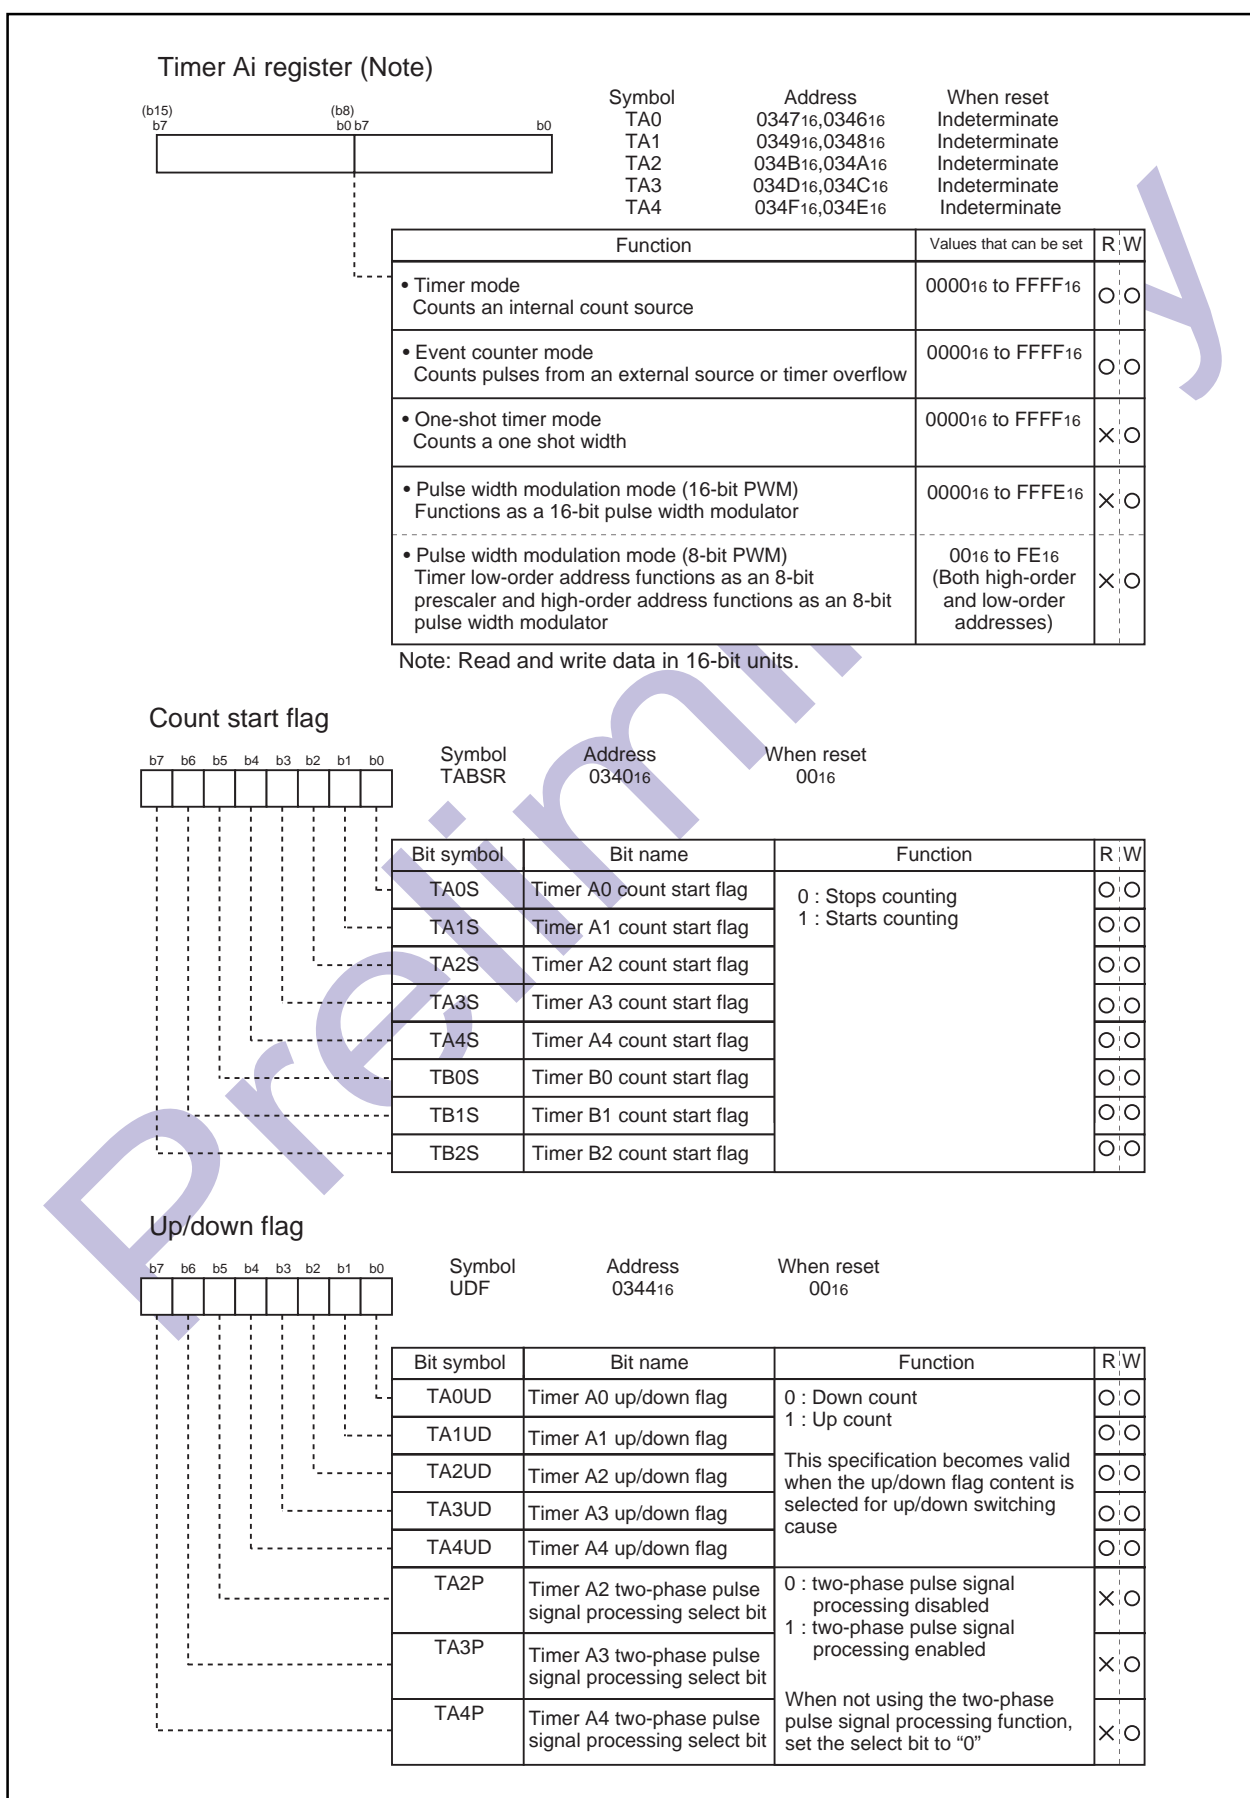 Timer Ai register (Note)
(b15) (b8)
b7 b0 b7 b0
Symbol Address When reset
TA0 034716,034616 Indeterminate
TA1 034916,034816 Indeterminate
TA2 034B16,034A16 Indeterminate
TA3 034D16,034C16 Indeterminate
TA4 034F16,034E16 Indeterminate
Function Values that can be set R W
• Timer mode 000016 to FFFF16
Counts an internal count source
• Event counter mode 000016 to FFFF16
Counts pulses from an external source or timer overflow
• One-shot timer mode 000016 to FFFF16
Counts a one shot width
• Pulse width modulation mode (16-bit PWM) 000016 to FFFE16
Functions as a 16-bit pulse width modulator
• Pulse width modulation mode (8-bit PWM) 0016 to FE16
Timer low-order address functions as an 8-bit (Both high-order
prescaler and high-order address functions as an 8-bit and low-order
pulse width modulator addresses)
Note: Read and write data in 16-bit units.
Count start flag
b7 b6 b5 b4 b3 b2 b1 b0
Symbol Address When reset
TABSR 034016 0016
Bit symbol Bit name Function R W
TA0S Timer A0 count start flag 0 : Stops counting
TA1S Timer A1 count start flag 1 : Starts counting
TA2S Timer A2 count start flag
TA3S Timer A3 count start flag
TA4S Timer A4 count start flag
TB0S Timer B0 count start flag
TB1S Timer B1 count start flag
TB2S Timer B2 count start flag
Up/down flag
b7 b6 b5 b4 b3 b2 b1 b0
Symbol Address When reset
UDF 034416 0016
Bit symbol Bit name Function R W
TA0UD Timer A0 up/down flag 0 : Down count
1 : Up count
TA1UD Timer A1 up/down flag
This specification becomes valid
TA2UD Timer A2 up/down flag when the up/down flag content is
TA3UD Timer A3 up/down flag selected for up/down switching
cause
TA4UD Timer A4 up/down flag
TA2P Timer A2 two-phase pulse 0 : two-phase pulse signal
signal processing select bit processing disabled
1 : two-phase pulse signal
TA3P Timer A3 two-phase pulse processing enabled
signal processing select bit
When not using the two-phase
TA4P Timer A4 two-phase pulse pulse signal processing function,
signal processing select bit set the select bit to “0”